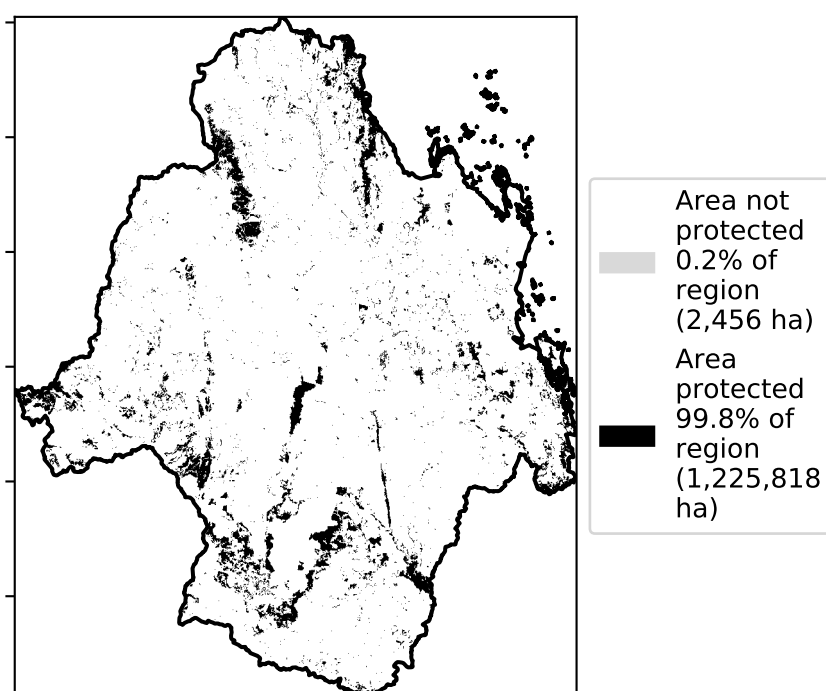 Area not
protected
0.2% of
region
(2,456 ha)
Area
protected
99.8% of
region
(1,225,818
ha)